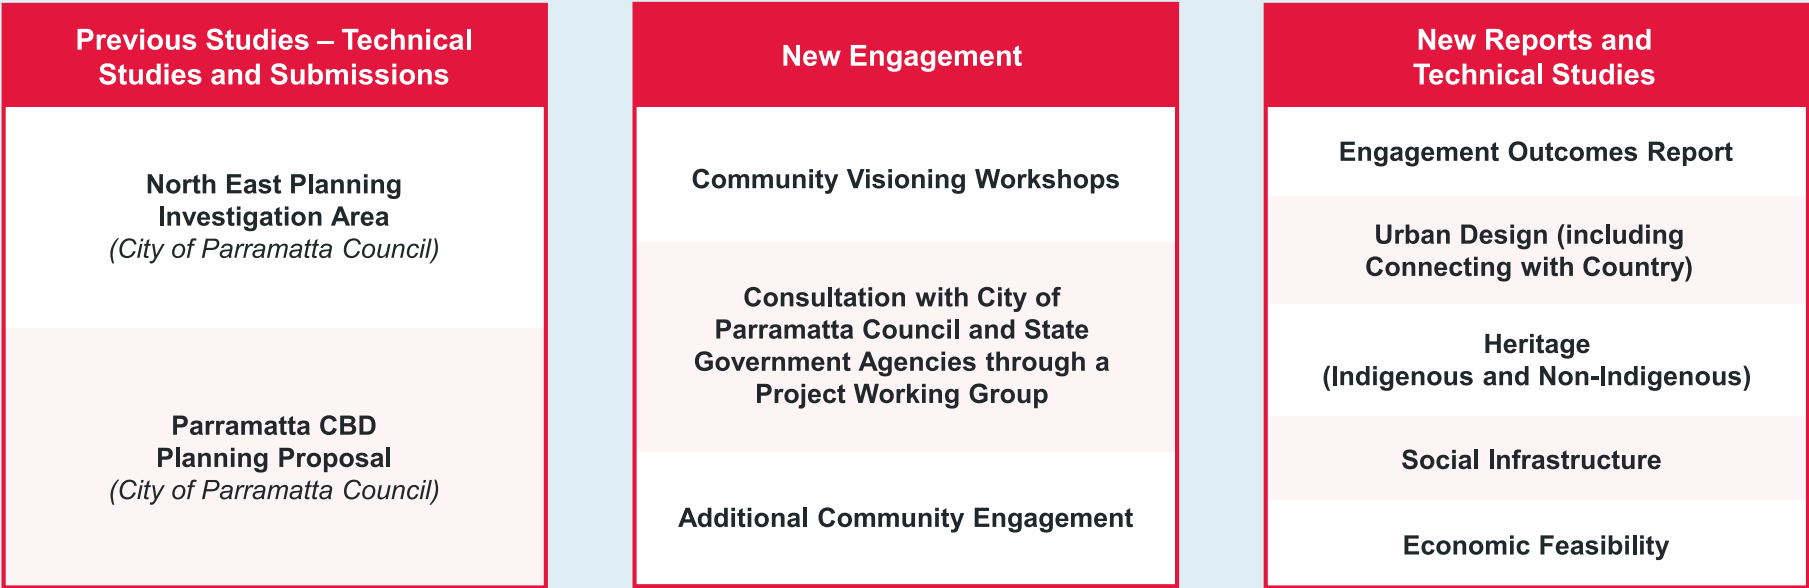 Previous Studies – Technical
Studies and Submissions
North East Planning
Investigation Area
(City of Parramatta Council)
Parramatta CBD
Planning Proposal
(City of Parramatta Council)
New Engagement
Community Visioning Workshops
Consultation with City of
Parramatta Council and State
Government Agencies through a
Project Working Group
Additional Community Engagement
New Reports and
Technical Studies
Engagement Outcomes Report
Urban Design (including
Connecting with Country)
Heritage
(Indigenous and Non-Indigenous)
Social Infrastructure
Economic Feasibility